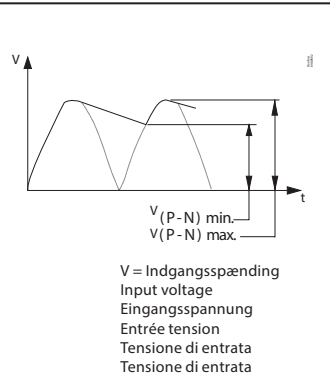 V
t
V(P-N) min.
V(P-N) max.
V = Indgangsspænding
Input voltage
Eingangsspannung
Entrée tension
Tensione di entrata
Tensione di entrata